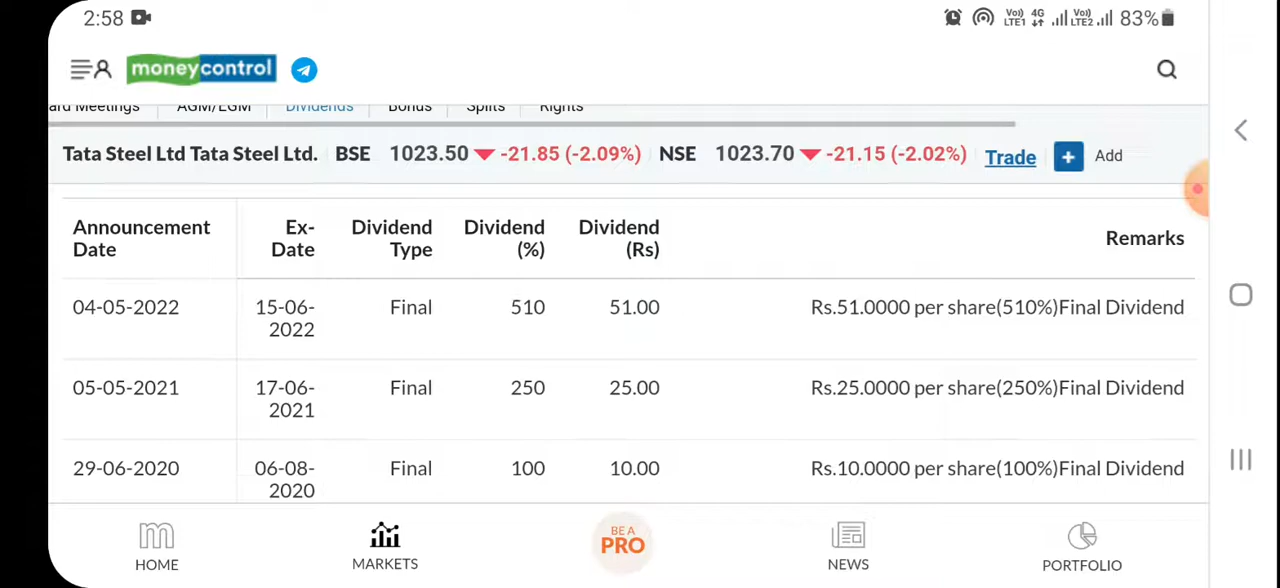 2:58 Vo)) LTE1 4G Vo)) LTE2 83%
moneycontrol
ard Meetings AGM/EGM Dividends Bonus Splits Rights
Tata Steel Ltd Tata Steel Ltd. BSE 1023.50 -21.85 (-2.09%) NSE 1023.70 -21.15 (-2.02%) Trade + Add
Announcement Ex- Dividend Dividend Dividend Remarks
Date Date Type (%) (Rs)
04-05-2022 15-06- Final 510 51.00 Rs.51.0000 per share(510%)Final Dividend
2022
05-05-2021 17-06- Final 250 25.00 Rs.25.0000 per share(250%)Final Dividend
2021
29-06-2020 06-08- Final 100 10.00 Rs.10.0000 per share(100%)Final Dividend
2020
BE A
PRO
HOME MARKETS NEWS PORTFOLIO